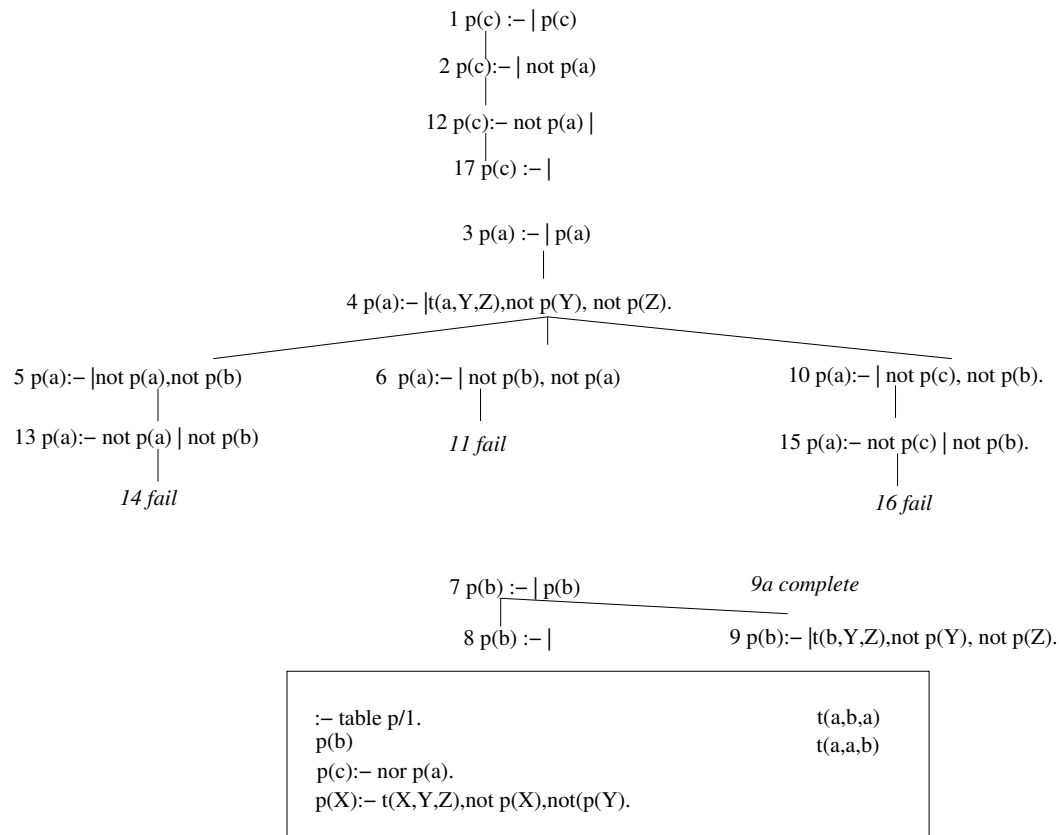 1 p(c) :− | p(c)
2 p(c):− | not p(a)
12 p(c):− not p(a) |
17 p(c) :− |
3 p(a) :− | p(a)
4 p(a):− |t(a,Y,Z),not p(Y), not p(Z).
5 p(a):− |not p(a),not p(b)
6 p(a):− | not p(b), not p(a)
10 p(a):− | not p(c), not p(b).
13 p(a):− not p(a) | not p(b)
11 fail
15 p(a):− not p(c) | not p(b).
14 fail
16 fail
7 p(b) :− | p(b)
9a complete
8 p(b) :− |
9 p(b):− |t(b,Y,Z),not p(Y), not p(Z).
:− table p/1.
t(a,b,a)
p(b)
t(a,a,b)
p(c):− nor p(a).
p(X):− t(X,Y,Z),not p(X),not(p(Y).